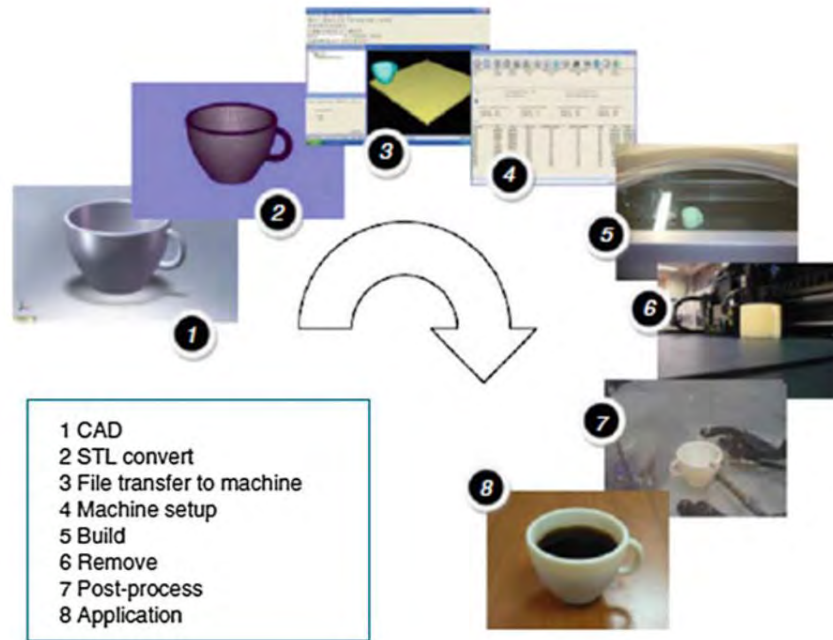 1
2
3
4
5
6
7
8
1 CAD
2 STL convert
3 File transfer to machine
4 Machine setup
5 Build
6 Remove
7 Post-process
8 Application